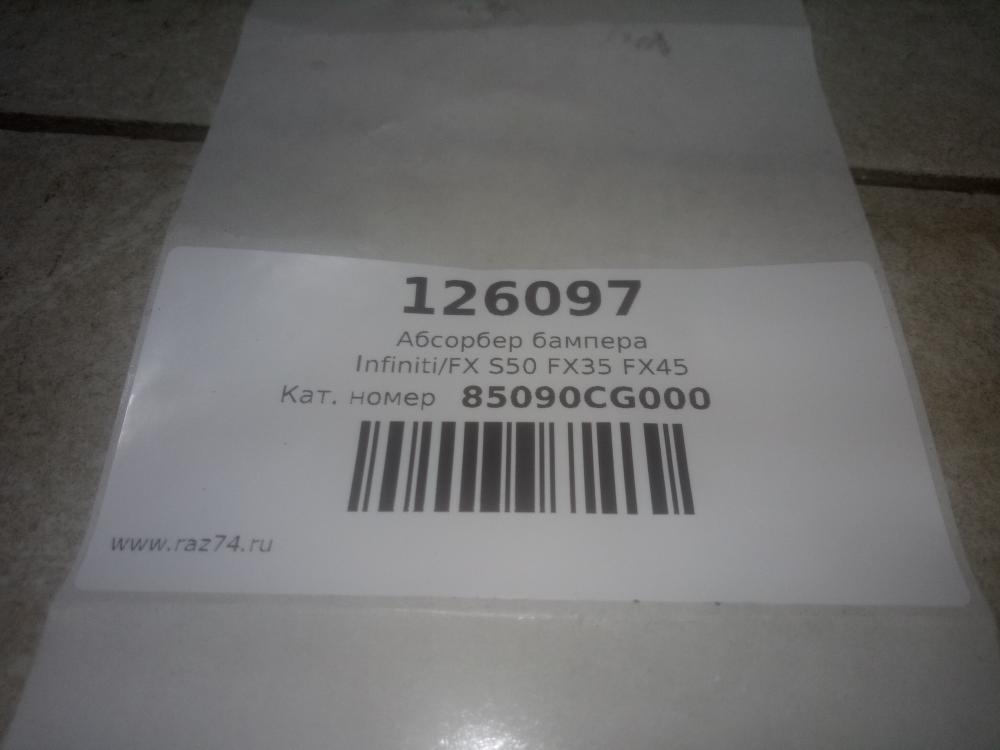 126097
Абсорбер бампера
Infiniti/FX S50 FX35 FX45
Кат. номер 85090CG000
www.raz74.ru